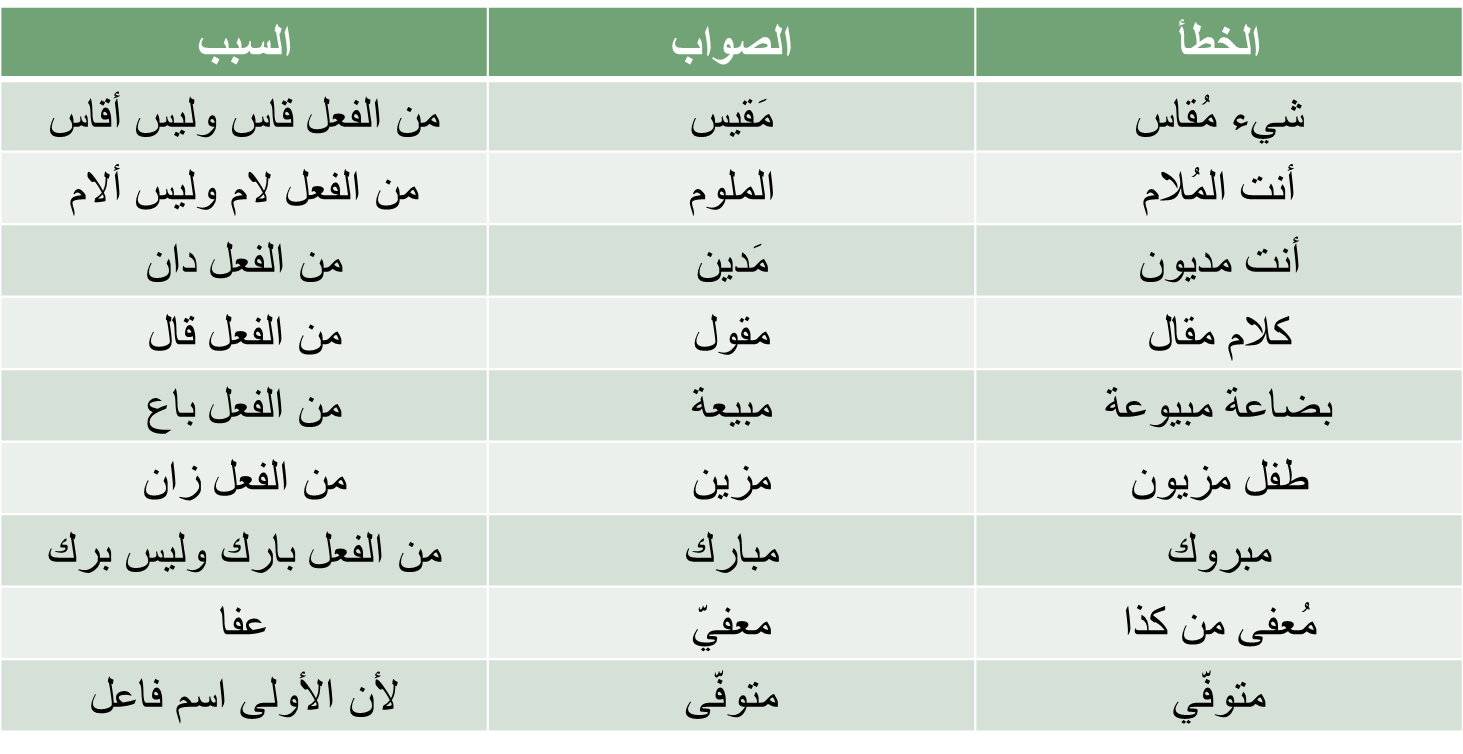 الخطأ الصواب السبب
شيء مُقاس مَقيس من الفعل قاس وليس أقاس
أنت المُلام الملوم من الفعل لام وليس ألام
أنت مديون مَدين من الفعل دان
كلام مقال مقول من الفعل قال
بضاعة مبيوعة مبيعة من الفعل باع
طفل مزيون مزين من الفعل زان
مبروك مبارك من الفعل بارك وليس برك
مُعفى من كذا معفيّ عفا
متوفّي متوفّى لأن الأولى اسم فاعل